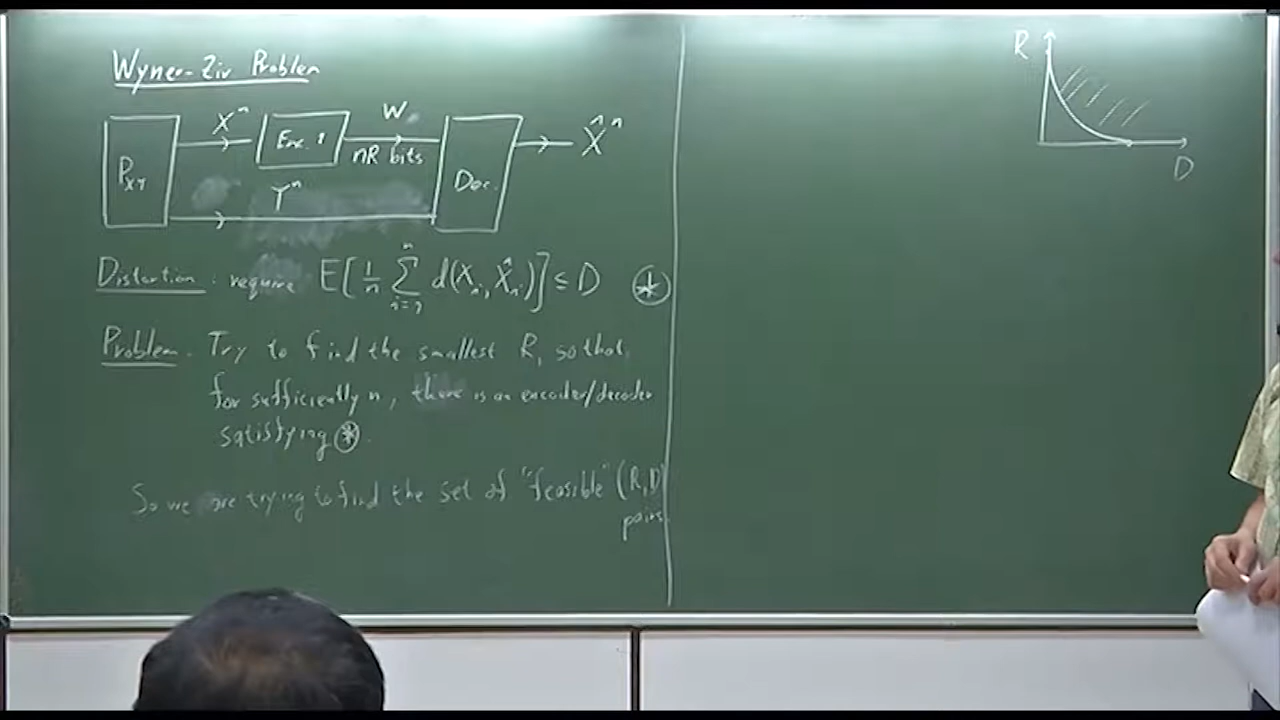 Wyner-Ziv Problem
X^n Enc. 1 W nR bits X̂^n
P_XY Y^n Dec.
Distortion : require E[1/n ∑_{i=1}^n d(X_i, X̂_i)] ≤ D (*)
Problem. Try to find the smallest R, so that
for sufficiently n, there is an encoder/decoder
satisfying (*).
So we are trying to find the set of "feasible" (R,D)
pairs.
R
D